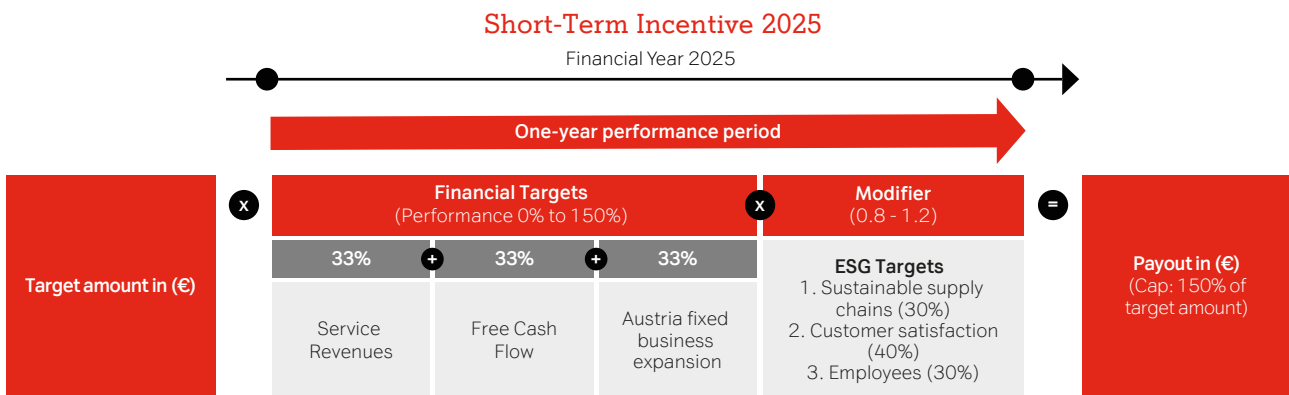 Short-Term Incentive 2025
Financial Year 2025
One-year performance period
Target amount in (€)
x
Financial Targets
(Performance 0% to 150%)
33%
+
33%
+
33%
Service
Revenues
Free Cash
Flow
Austria fixed
business
expansion
x
Modifier
(0.8 - 1.2)
ESG Targets
1. Sustainable supply
chains (30%)
2. Customer satisfaction
(40%)
3. Employees (30%)
=
Payout in (€)
(Cap: 150% of
target amount)